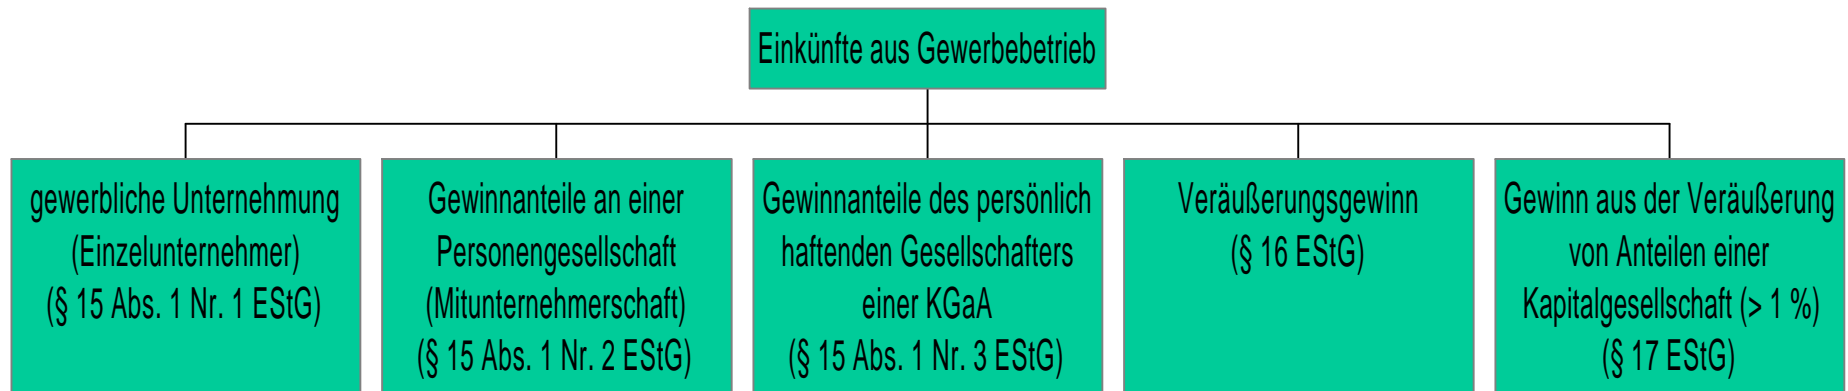 Einkünfte aus Gewerbebetrieb
gewerbliche Unternehmung
(Einzelunternehmer)
(§ 15 Abs. 1 Nr. 1 EStG)
Gewinnanteile an einer
Personengesellschaft
(Mitunternehmerschaft)
(§ 15 Abs. 1 Nr. 2 EStG)
Gewinnanteile des persönlich
haftenden Gesellschafters
einer KGaA
(§ 15 Abs. 1 Nr. 3 EStG)
Veräußerungsgewinn
(§ 16 EStG)
Gewinn aus der Veräußerung
von Anteilen einer
Kapitalgesellschaft (> 1 %)
(§ 17 EStG)